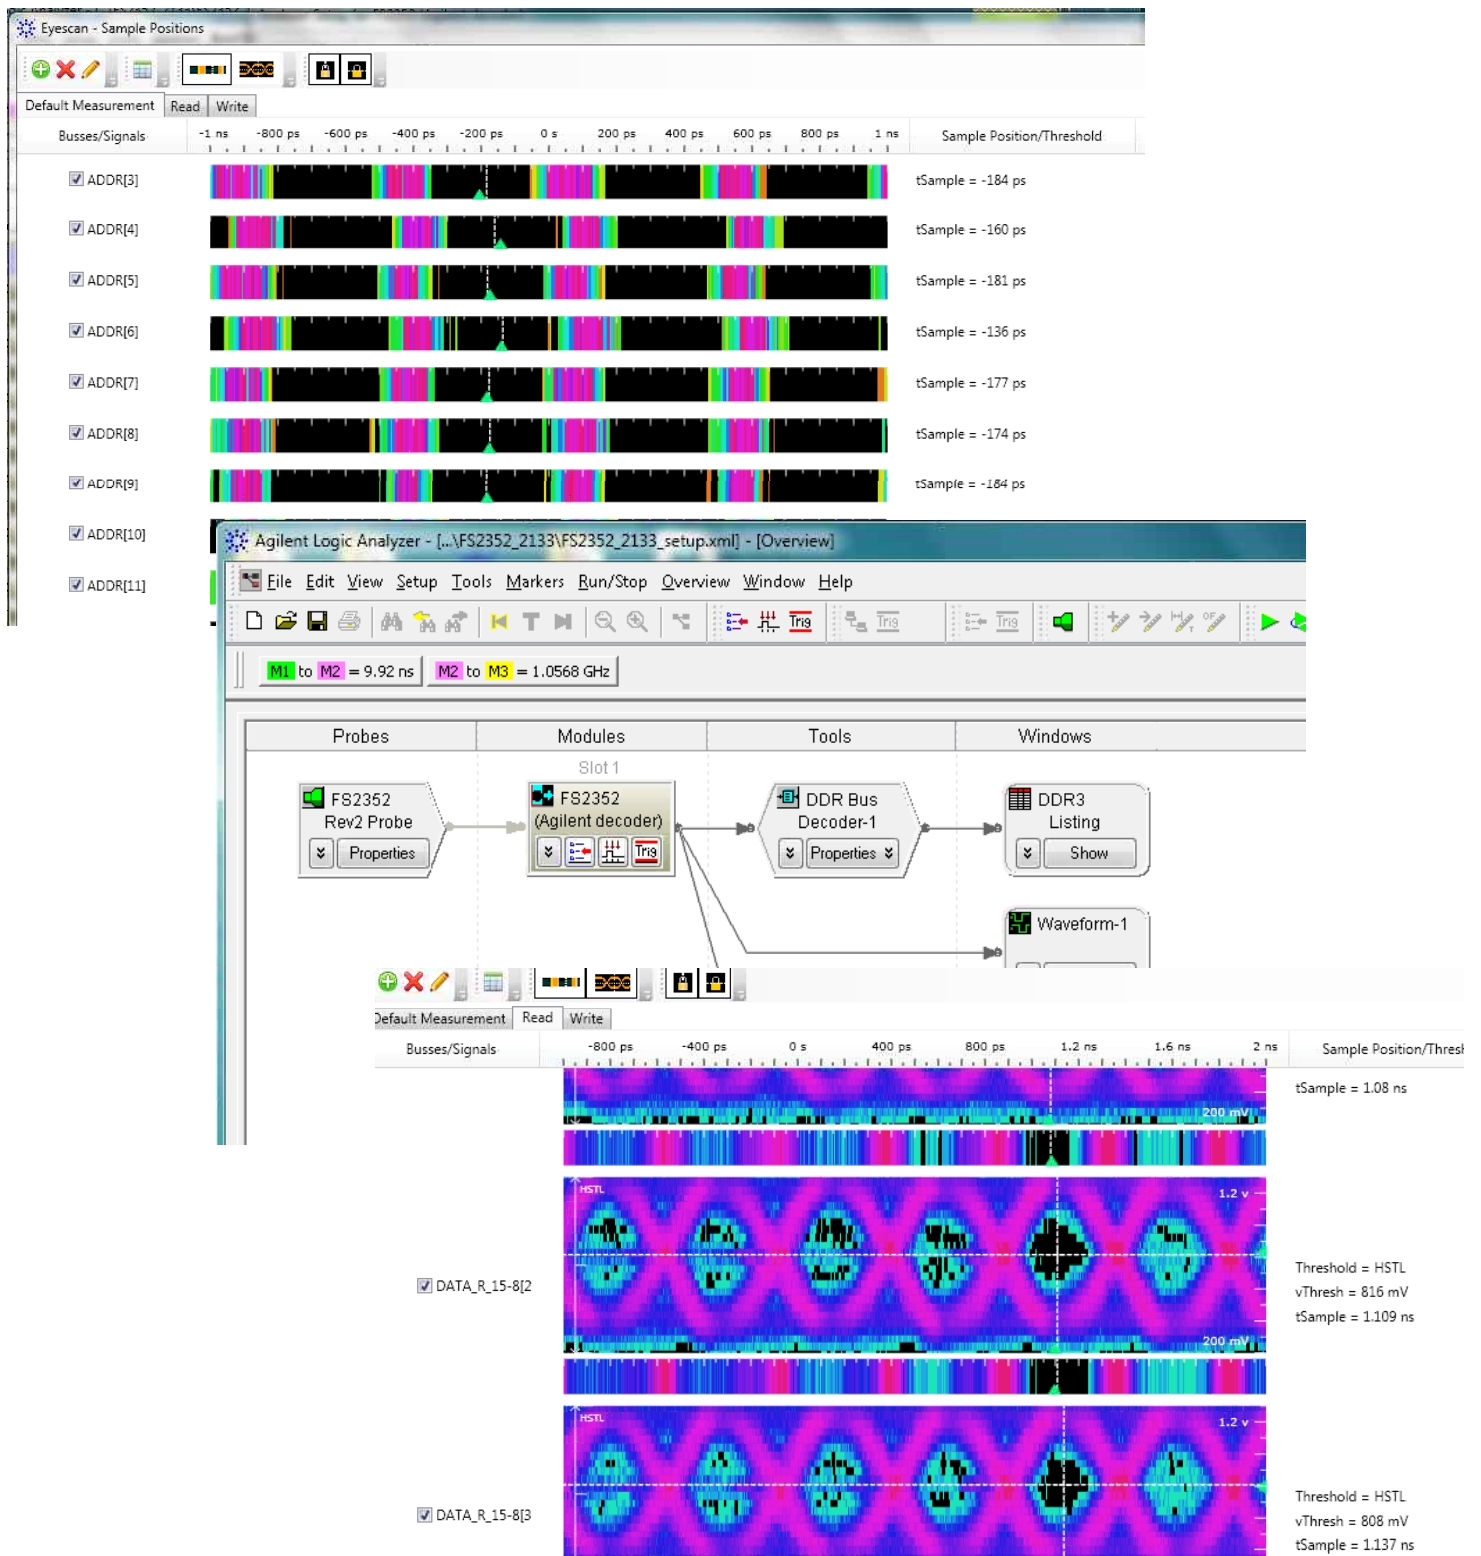 Eyescan - Sample Positions
Default Measurement Read Write
Busses/Signals -1 ns -800 ps -600 ps -400 ps -200 ps 0 s 200 ps 400 ps 600 ps 800 ps 1 ns Sample Position/Threshold
ADDR[3] tSample = -184 ps
ADDR[4] tSample = -160 ps
ADDR[5] tSample = -181 ps
ADDR[6] tSample = -136 ps
ADDR[7] tSample = -177 ps
ADDR[8] tSample = -174 ps
ADDR[9] tSample = -184 ps
ADDR[10]
ADDR[11]
Agilent Logic Analyzer - [...\FS2352_2133\FS2352_2133_setup.xml] - [Overview]
File Edit View Setup Tools Markers Run/Stop Overview Window Help
T Trig Trig Trig
M1 to M2 = 9.92 ns M2 to M3 = 1.0568 GHz
Probes Modules Tools Windows
Slot 1
FS2352 FS2352 DDR Bus DDR3
Rev2 Probe (Agilent decoder) Decoder-1 Listing
Properties Trig Properties Show
Waveform-1
Default Measurement Read Write
Busses/Signals -800 ps -400 ps 0 s 400 ps 800 ps 1.2 ns 1.6 ns 2 ns Sample Position/Thresh
tSample = 1.08 ns
200 mV
HSTL 1.2 v
Threshold = HSTL
DATA_R_15-8[2 vThresh = 816 mV
tSample = 1.109 ns
200 mV
HSTL 1.2 v
Threshold = HSTL
DATA_R_15-8[3 vThresh = 808 mV
tSample = 1.137 ns